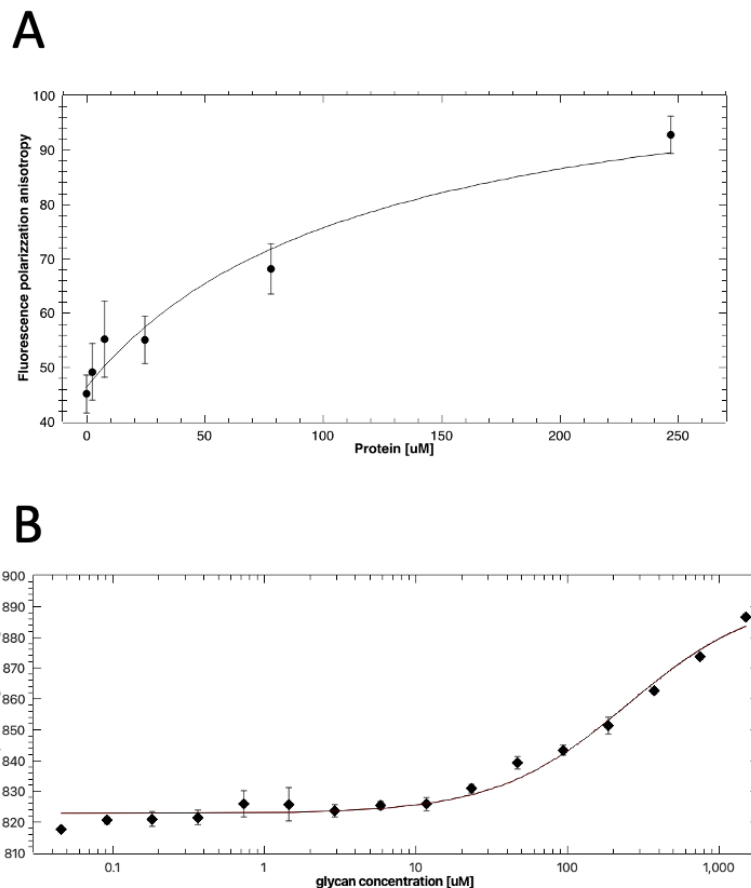 A
Fluorescence polarizzation anisotropy
100
90
80
70
60
50
40
0 50 100 150 200 250
Protein [uM]
B
900
890
880
870
860
850
840
830
820
810
0.1 1 10 100 1,000
glycan concentration [uM]